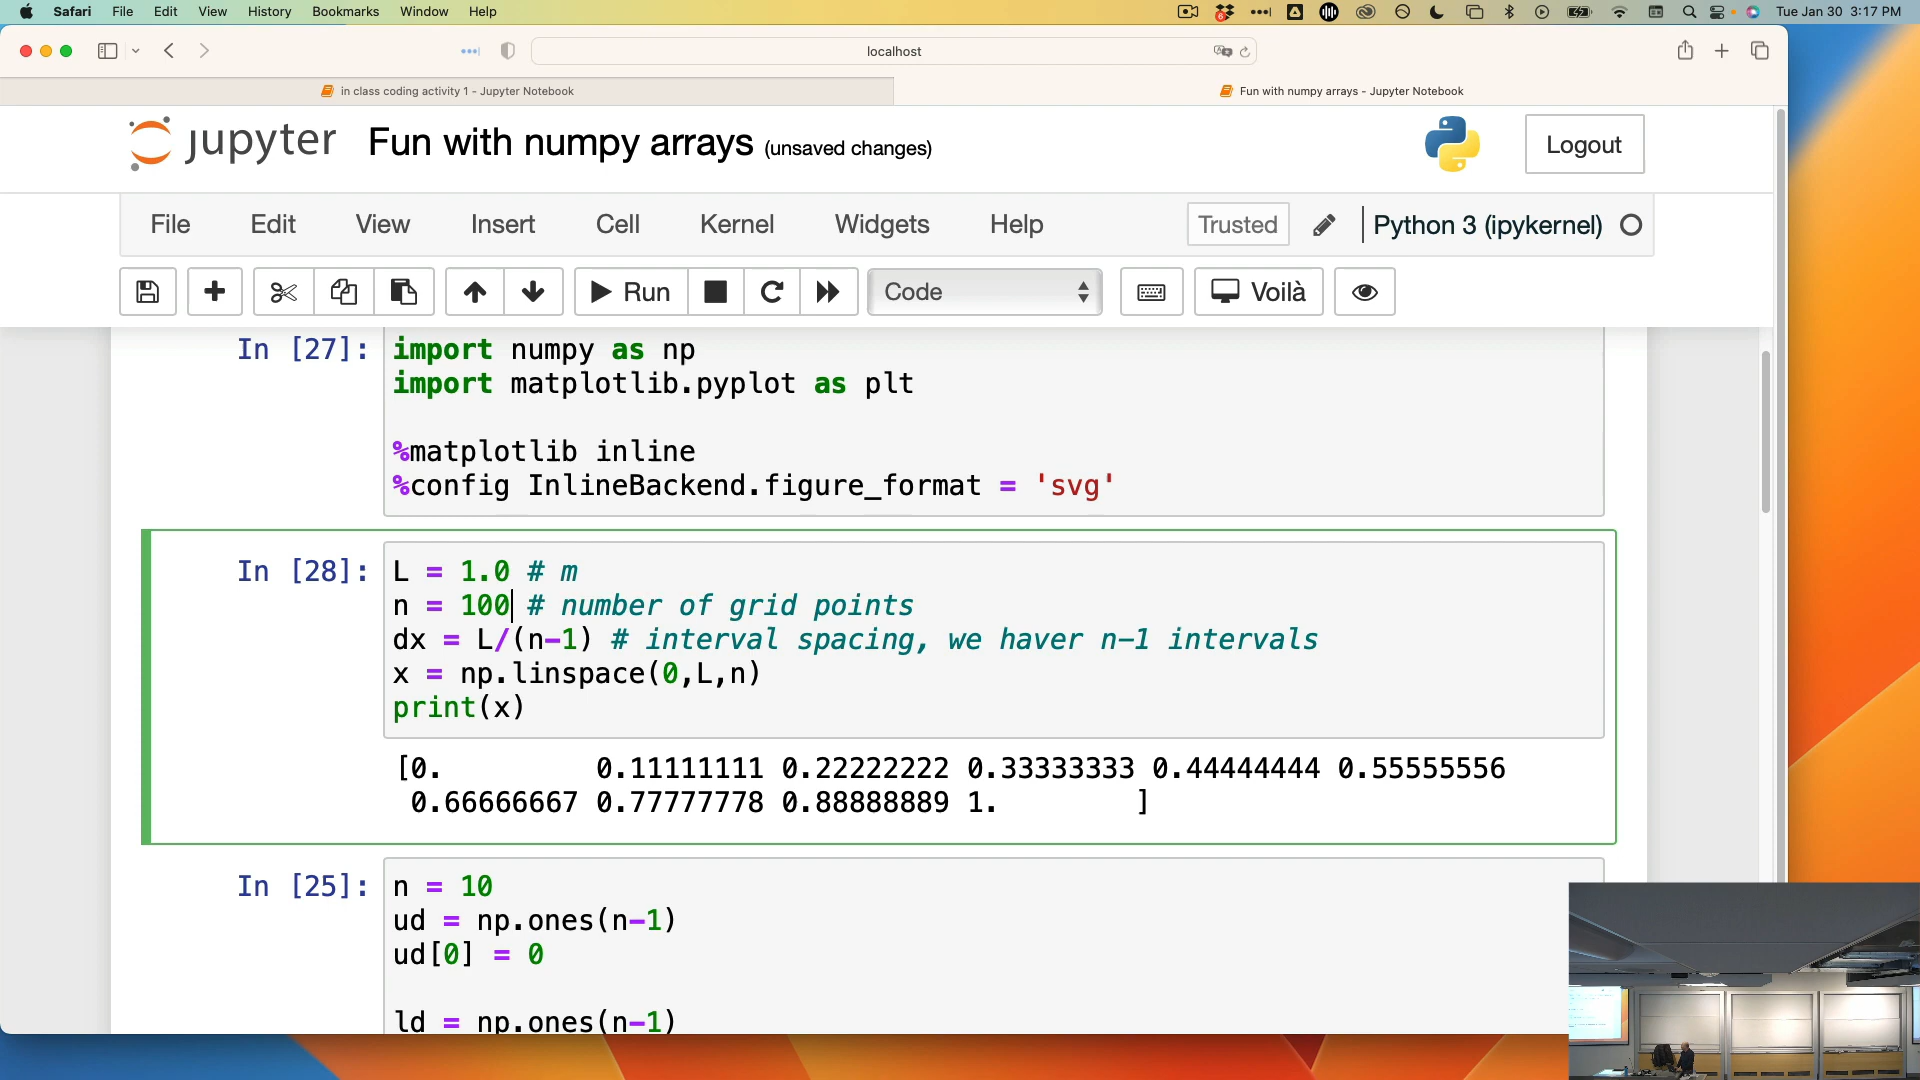 Safari File Edit View History Bookmarks Window Help Tue Jan 30 3:17 PM
localhost
in class coding activity 1 - Jupyter Notebook
Fun with numpy arrays - Jupyter Notebook
jupyter Fun with numpy arrays (unsaved changes) Logout
File Edit View Insert Cell Kernel Widgets Help Trusted Python 3 (ipykernel)
Run Code Voilà
In [27]: import numpy as np
import matplotlib.pyplot as plt
%matplotlib inline
%config InlineBackend.figure_format = 'svg'
In [28]: L = 1.0 # m
n = 100 # number of grid points
dx = L/(n-1) # interval spacing, we haver n-1 intervals
x = np.linspace(0,L,n)
print(x)
[0. 0.11111111 0.22222222 0.33333333 0.44444444 0.55555556
0.66666667 0.77777778 0.88888889 1. ]
In [25]: n = 10
ud = np.ones(n-1)
ud[0] = 0
ld = np.ones(n-1)